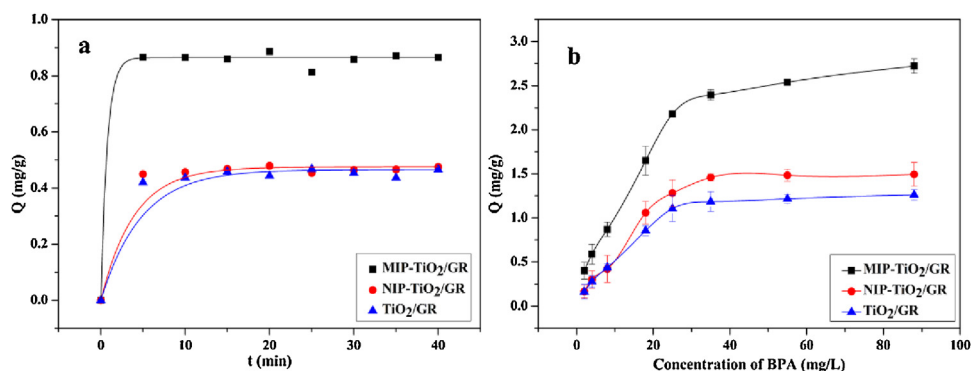 a
1.0
0.8
0.6
0.4
0.2
0.0
Q (mg/g)
0
10
20
30
40
t (min)
MIP-TiO2/GR
NIP-TiO2/GR
TiO2/GR
b
3.0
2.5
2.0
1.5
1.0
0.5
0.0
Q (mg/g)
0
20
40
60
80
100
Concentration of BPA (mg/L)
MIP-TiO2/GR
NIP-TiO2/GR
TiO2/GR